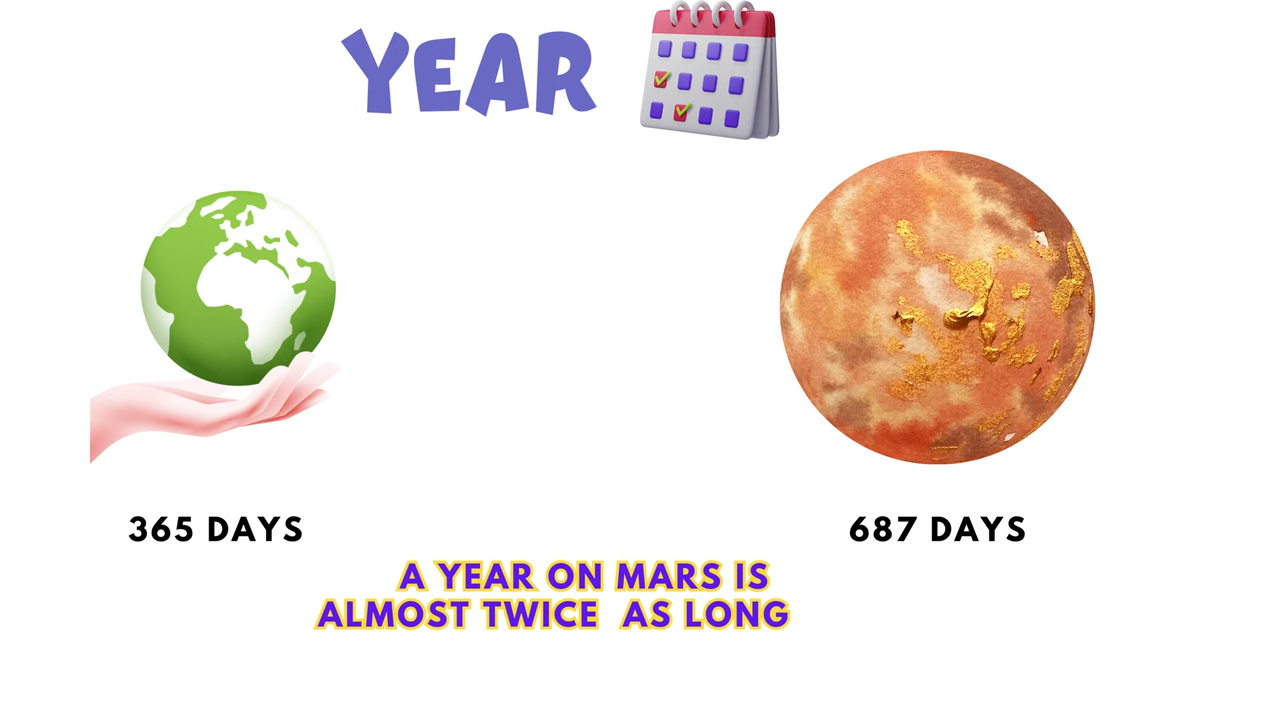 YEAR
365 DAYS
687 DAYS
A YEAR ON MARS IS
ALMOST TWICE AS LONG